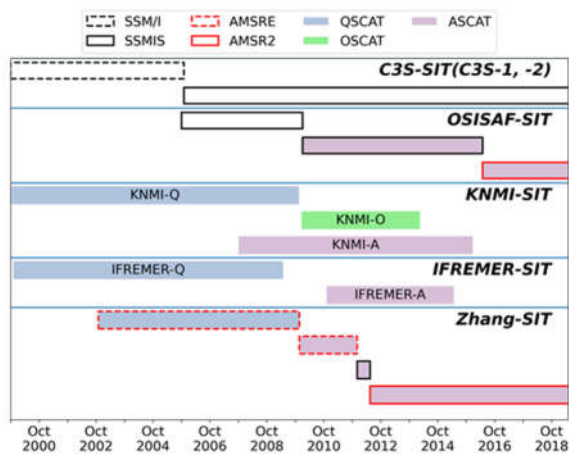 SSM/I AMSRE QSCAT ASCAT
SSMIS AMSR2 OSCAT
C3S-SIT(C3S-1, -2)
OSISAF-SIT
KNMI-Q KNMI-SIT
KNMI-O
KNMI-A
IFREMER-Q IFREMER-SIT
IFREMER-A
Zhang-SIT
Oct Oct Oct Oct Oct Oct Oct Oct Oct Oct
2000 2002 2004 2006 2008 2010 2012 2014 2016 2018